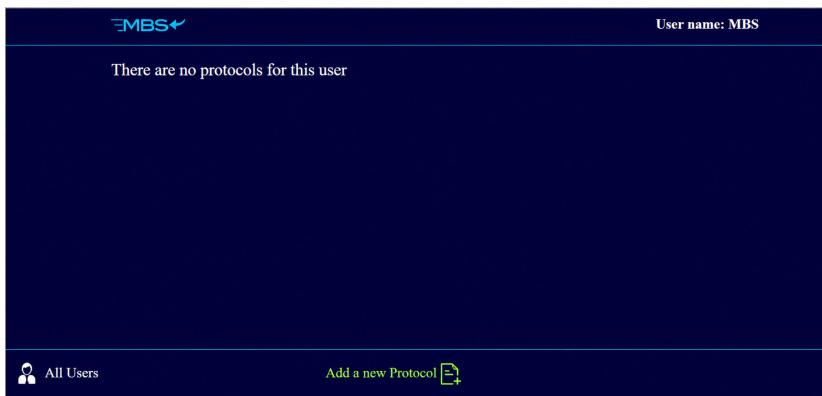 MBS
User name: MBS
There are no protocols for this user
All Users
Add a new Protocol